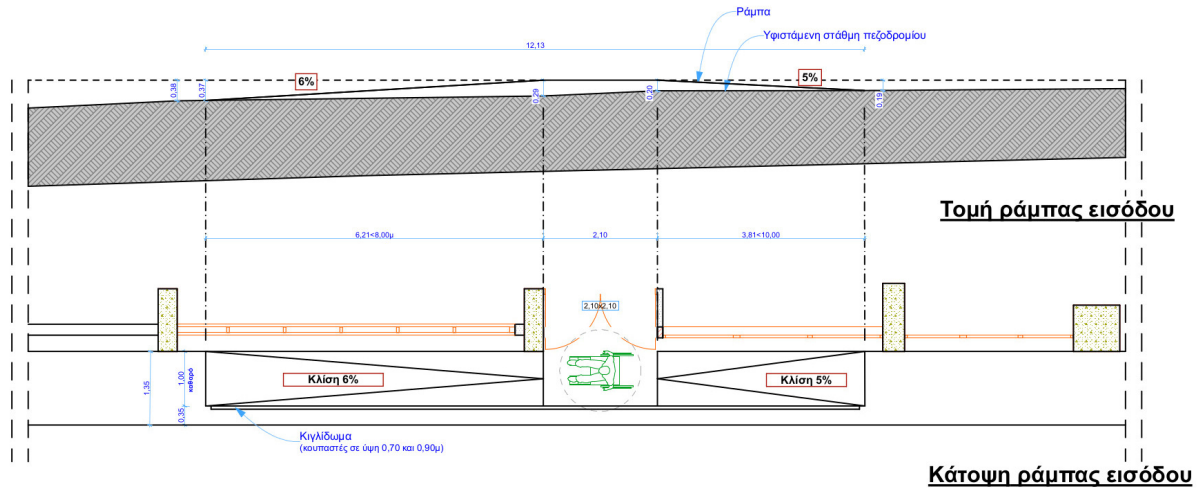 Ράμπα
Υφιστάμενη στάθμη πεζοδρομίου
12,13
6%
5%
0,38
0,37
0,29
0,20
0,19
Τομή ράμπας εισόδου
6,21<8,00μ
2,10
3,81<10,00
2,10x2,10
Κλίση 6%
Κλίση 5%
1,35
1,00
καθαρό
0,35
Κιγλίδωμα
(κουπαστές σε ύψη 0,70 και 0,90μ)
Κάτοψη ράμπας εισόδου